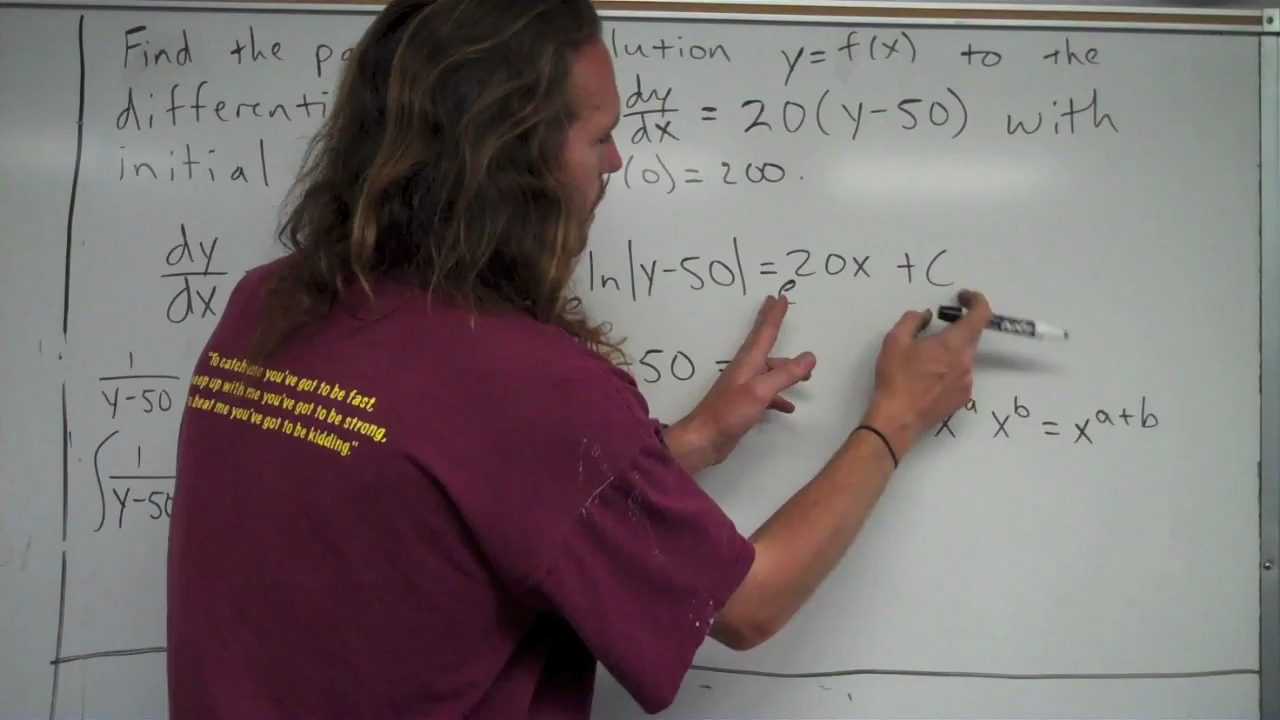 Find the pa lution y=f(x) to the
differenti dy/dx = 20(y-50) with
initial (0)=200.
dy/dx ln|y-50| = 20x +C
e e
1/(y-50) -50 =
x^a x^b = x^(a+b)
∫ 1/(y-50)
"To catch me you've got to be fast,
keep up with me you've got to be strong,
beat me you've got to be kidding."